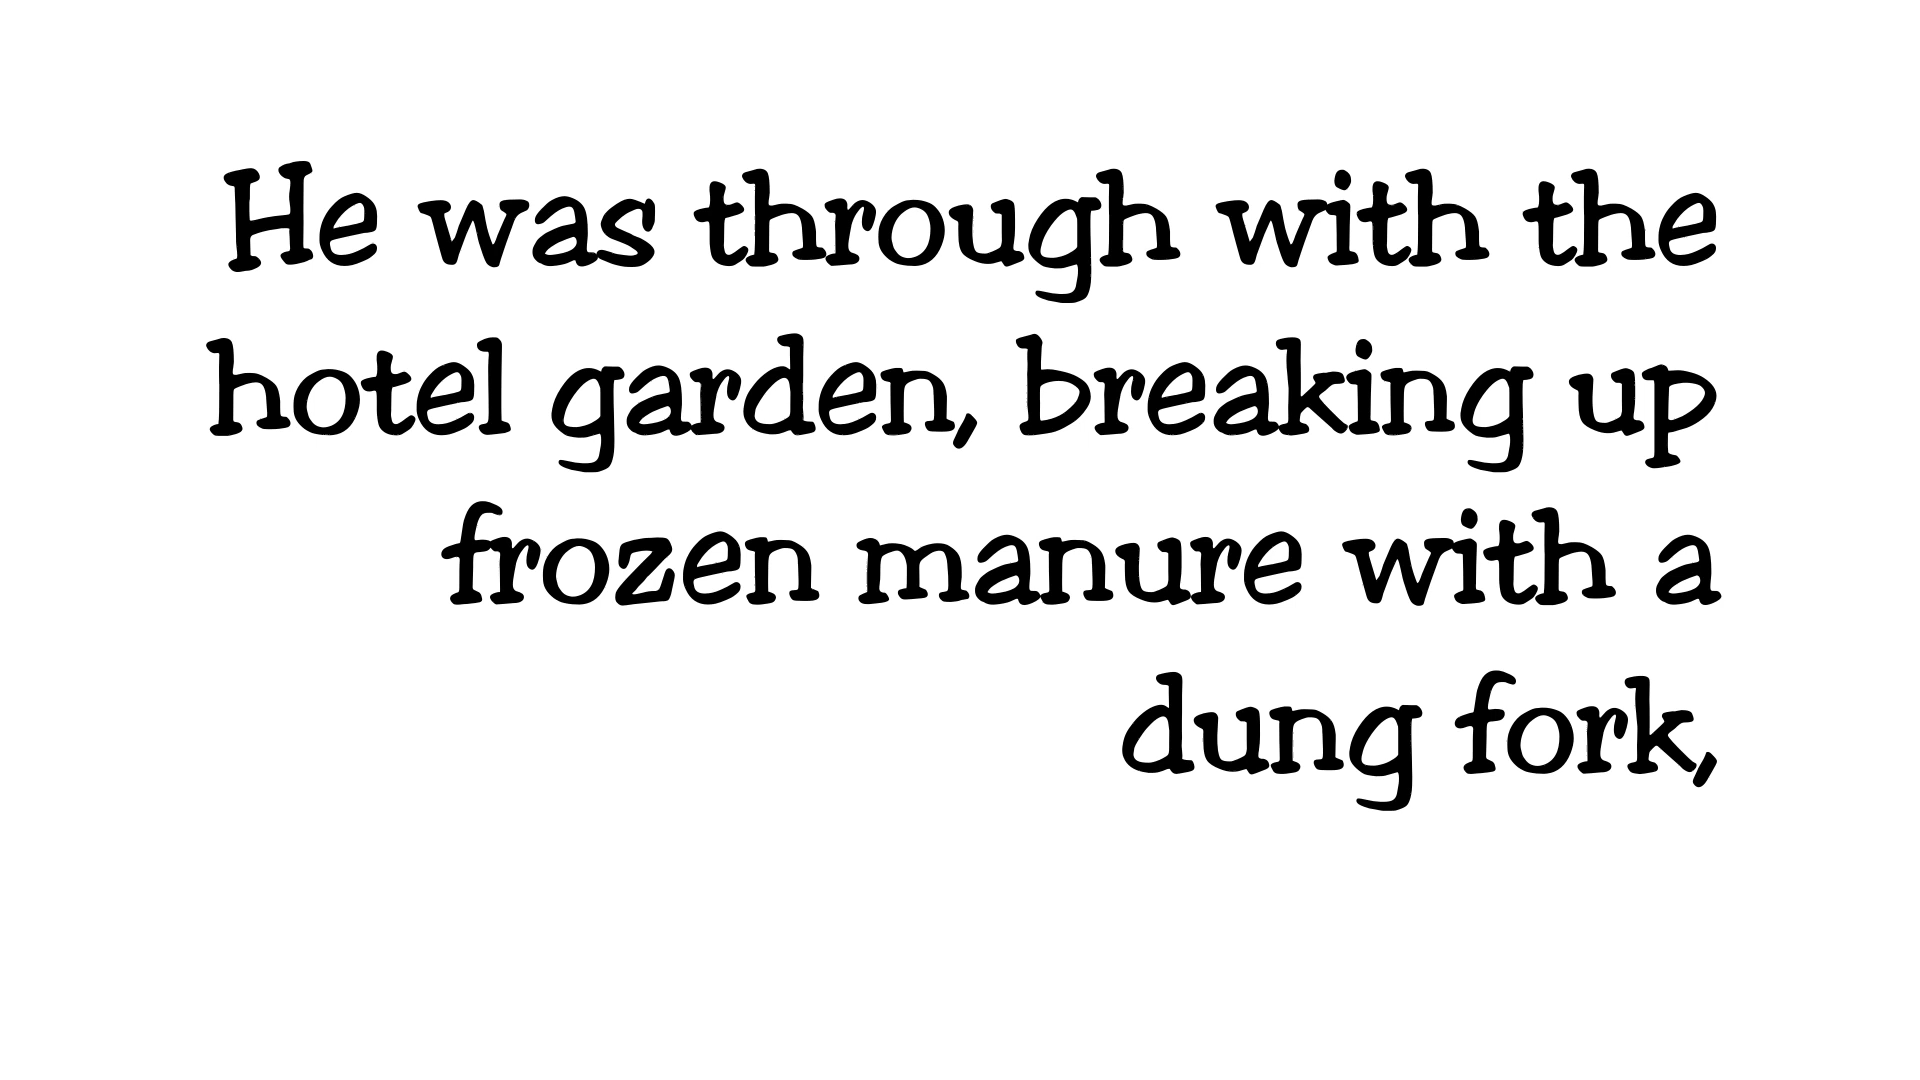 He was through with the
hotel garden, breaking up
frozen manure with a
dung fork,